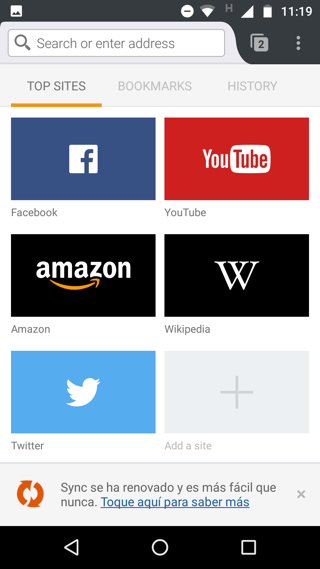 H 11:19
Search or enter address
2
TOP SITES BOOKMARKS HISTORY
f
YouTube
Facebook YouTube
amazon
W
Amazon Wikipedia
Twitter Add a site
Sync se ha renovado y es más fácil que
nunca. Toque aquí para saber más